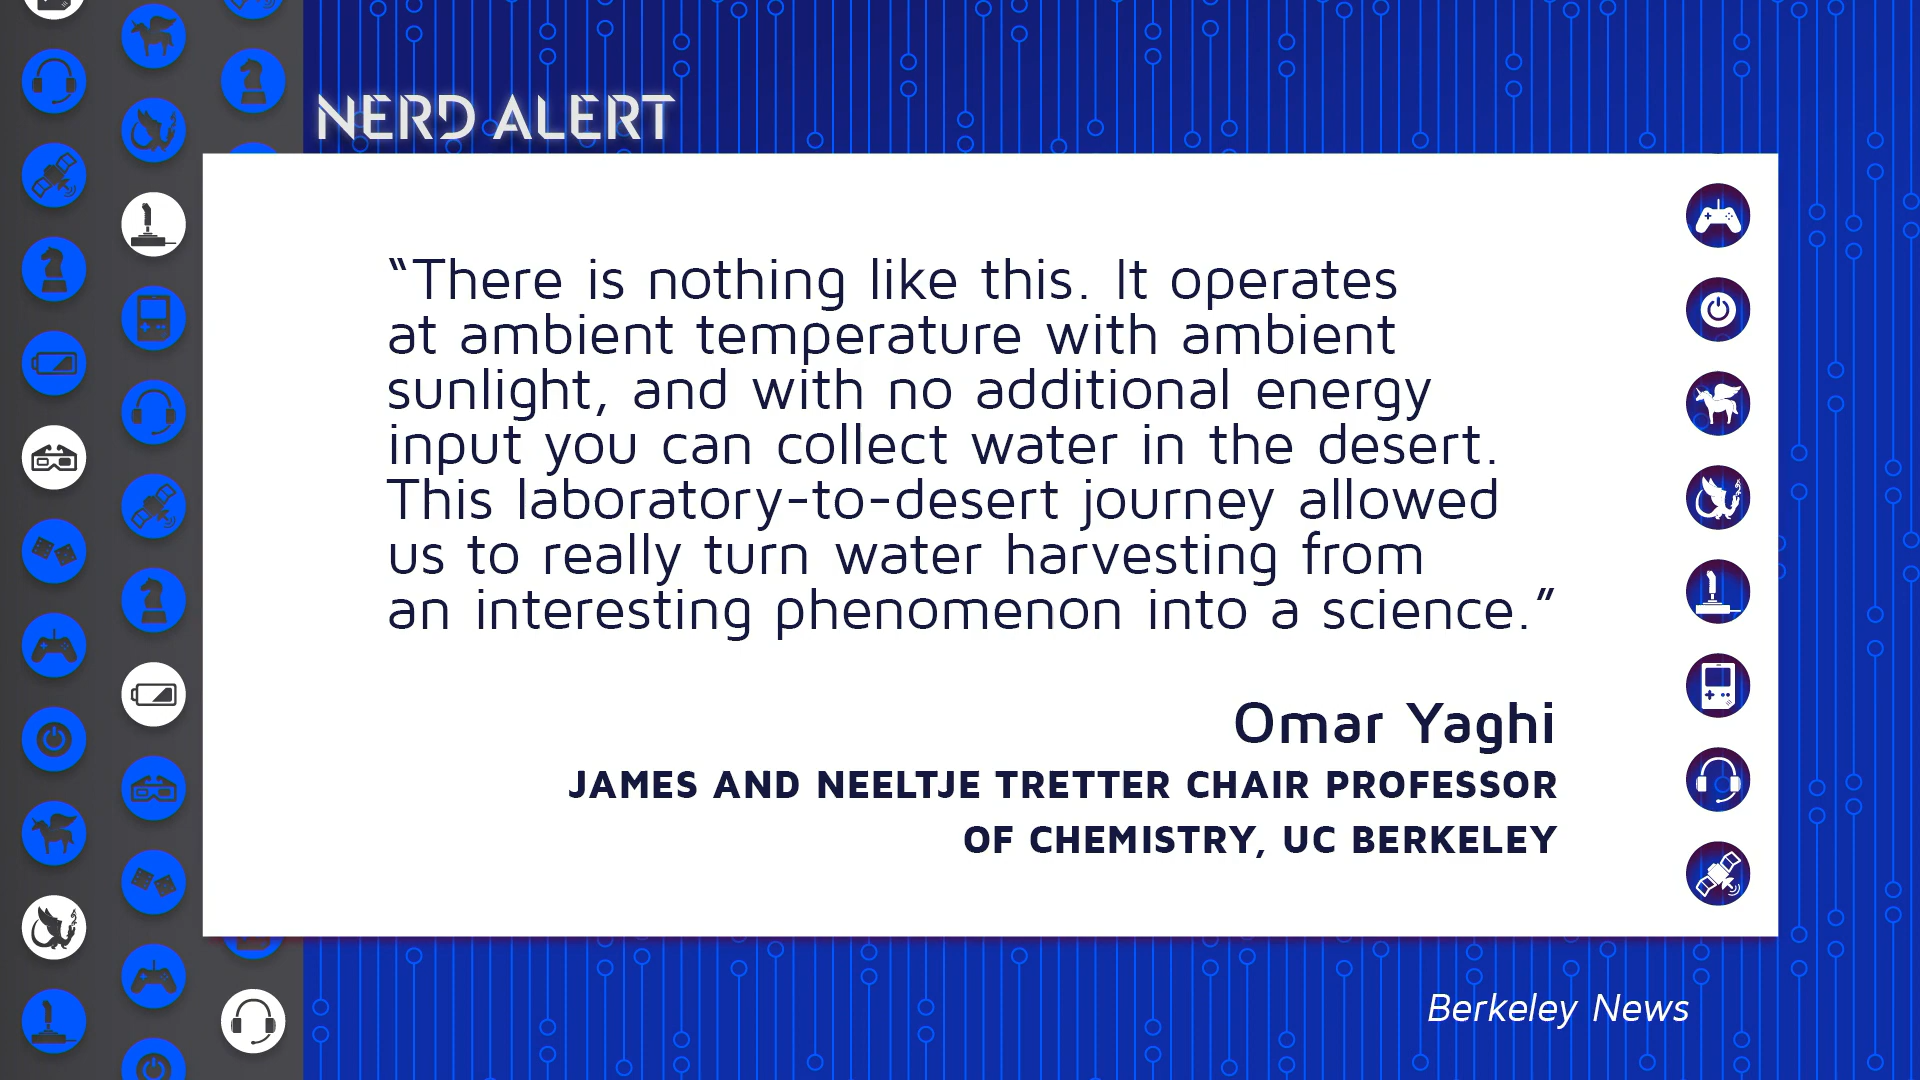 NERD ALERT
“There is nothing like this. It operates
at ambient temperature with ambient
sunlight, and with no additional energy
input you can collect water in the desert.
This laboratory-to-desert journey allowed
us to really turn water harvesting from
an interesting phenomenon into a science.”
Omar Yaghi
JAMES AND NEELTJE TRETTER CHAIR PROFESSOR
OF CHEMISTRY, UC BERKELEY
Berkeley News